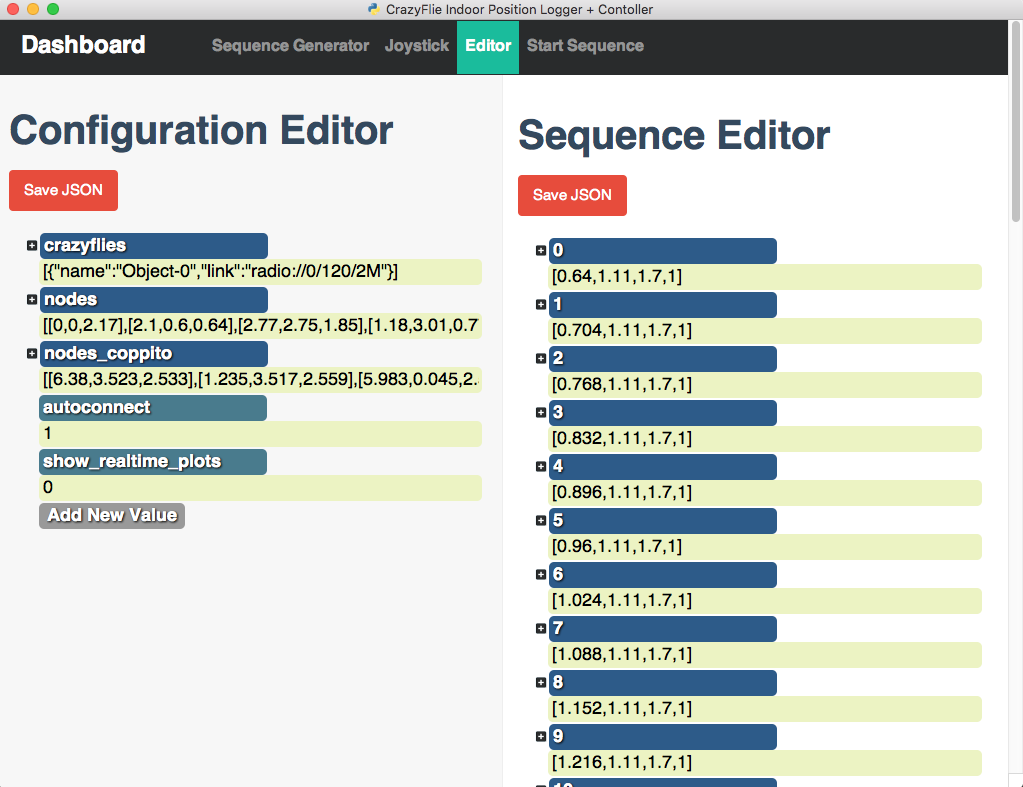 CrazyFlie Indoor Position Logger + Contoller
Dashboard Sequence Generator Joystick Editor Start Sequence
Configuration Editor
Save JSON
crazyflies
[{"name":"Object-0","link":"radio://0/120/2M"}]
nodes
[[0,0,2.17],[2.1,0.6,0.64],[2.77,2.75,1.85],[1.18,3.01,0.7
nodes_coppito
[[6.38,3.523,2.533],[1.235,3.517,2.559],[5.983,0.045,2.
autoconnect
1
show_realtime_plots
0
Add New Value
Sequence Editor
Save JSON
0
[0.64,1.11,1.7,1]
1
[0.704,1.11,1.7,1]
2
[0.768,1.11,1.7,1]
3
[0.832,1.11,1.7,1]
4
[0.896,1.11,1.7,1]
5
[0.96,1.11,1.7,1]
6
[1.024,1.11,1.7,1]
7
[1.088,1.11,1.7,1]
8
[1.152,1.11,1.7,1]
9
[1.216,1.11,1.7,1]